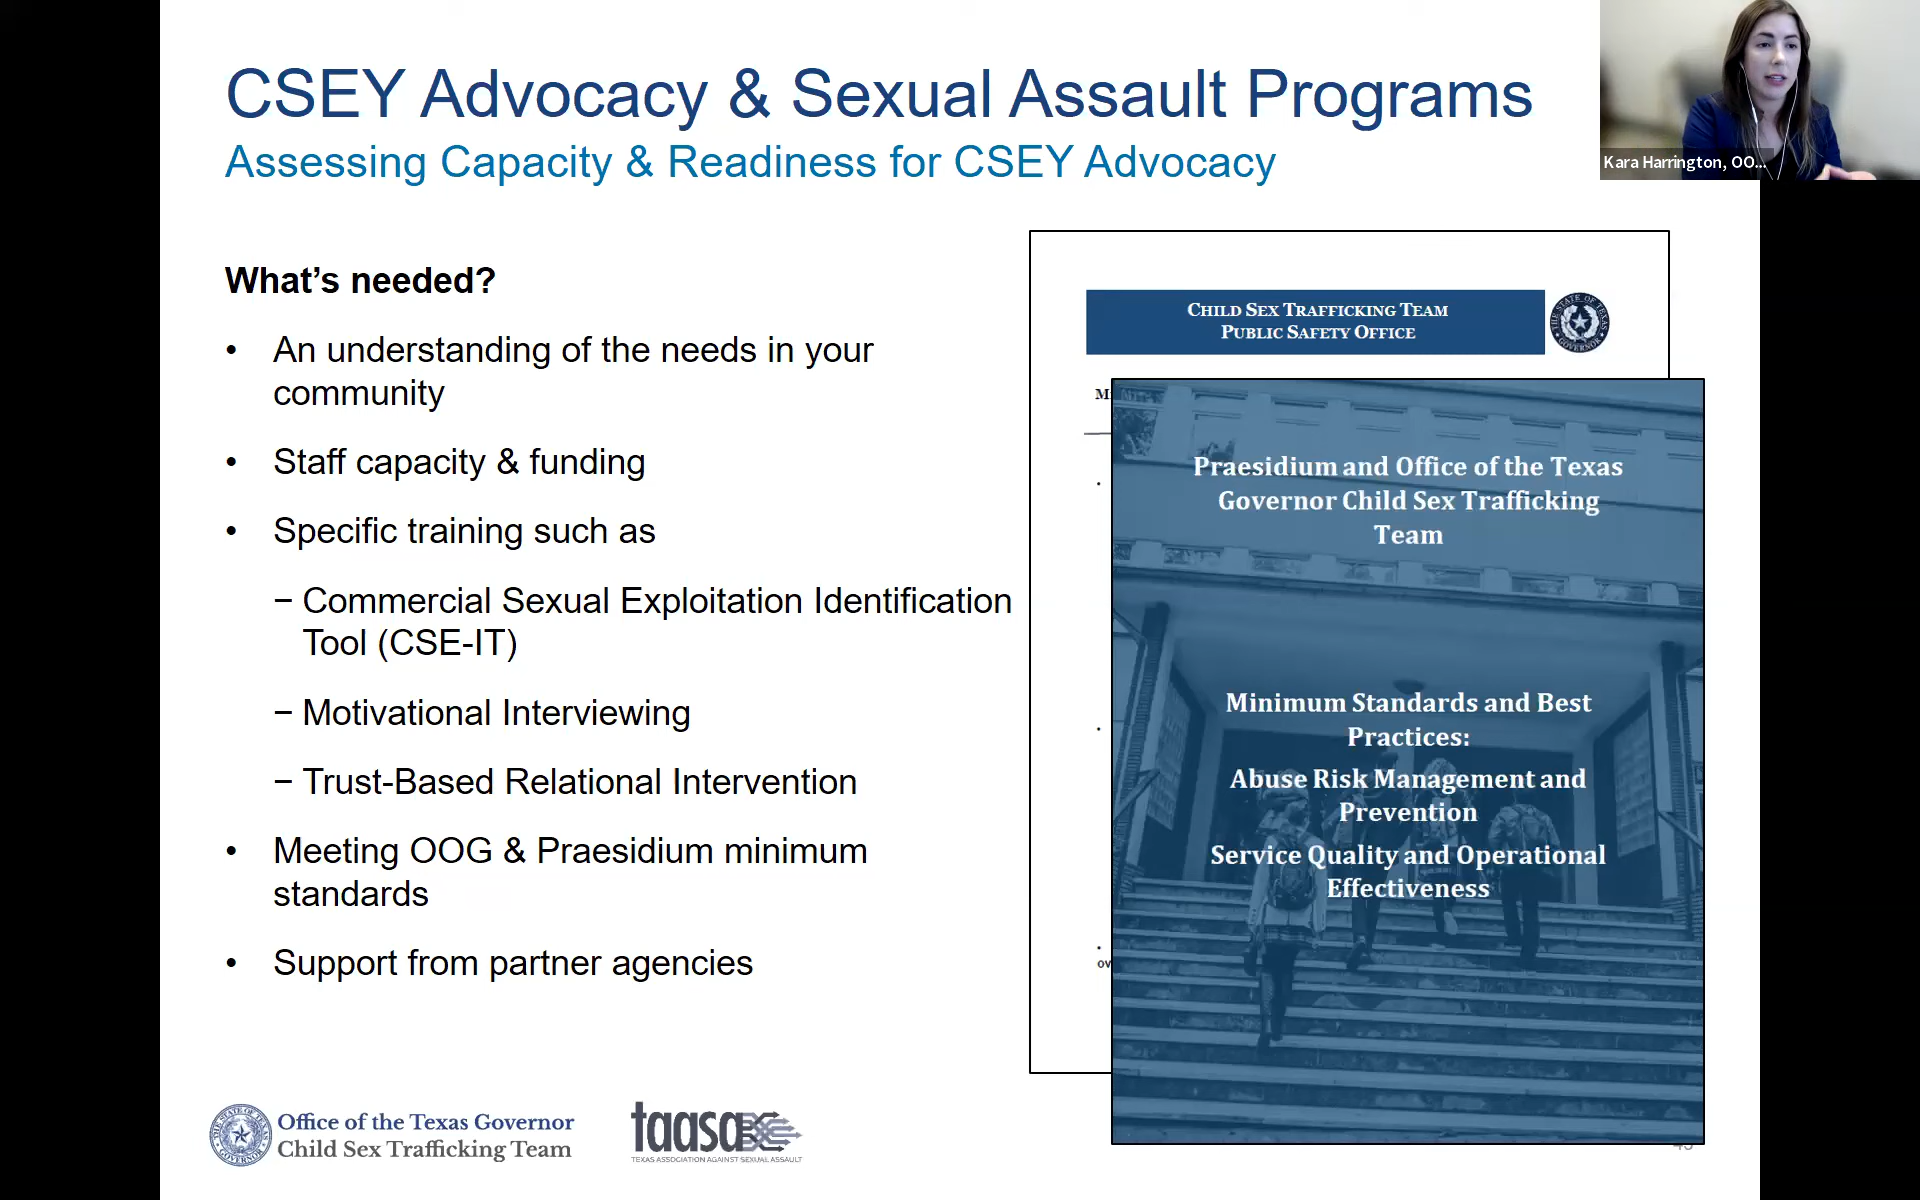 CSEY Advocacy & Sexual Assault Programs
Assessing Capacity & Readiness for CSEY Advocacy
Kara Harrington, OO...
What's needed?
• An understanding of the needs in your
community
• Staff capacity & funding
• Specific training such as
– Commercial Sexual Exploitation Identification
Tool (CSE-IT)
– Motivational Interviewing
– Trust-Based Relational Intervention
• Meeting OOG & Praesidium minimum
standards
• Support from partner agencies
CHILD SEX TRAFFICKING TEAM
PUBLIC SAFETY OFFICE
THE STATE OF TEXAS
GOVERNOR
Praesidium and Office of the Texas
Governor Child Sex Trafficking
Team
Minimum Standards and Best
Practices:
Abuse Risk Management and
Prevention
Service Quality and Operational
Effectiveness
Office of the Texas Governor
Child Sex Trafficking Team
taasa
TEXAS ASSOCIATION AGAINST SEXUAL ASSAULT